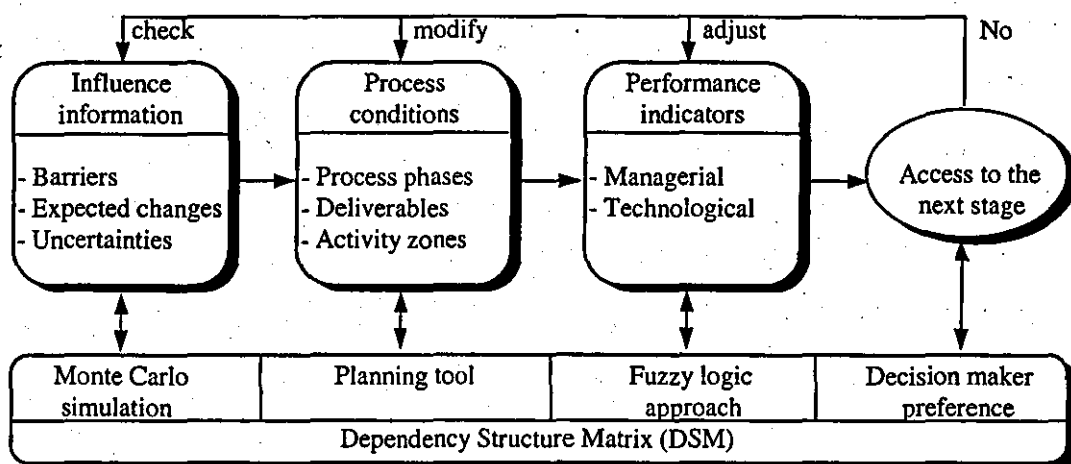 check
modify
adjust
No
Influence
information
- Barriers
- Expected changes
- Uncertainties
Process
conditions
- Process phases
- Deliverables
- Activity zones
Performance
indicators
- Managerial
- Technological
Access to the
next stage
Monte Carlo
simulation
Planning tool
Fuzzy logic
approach
Decision maker
preference
Dependency Structure Matrix (DSM)